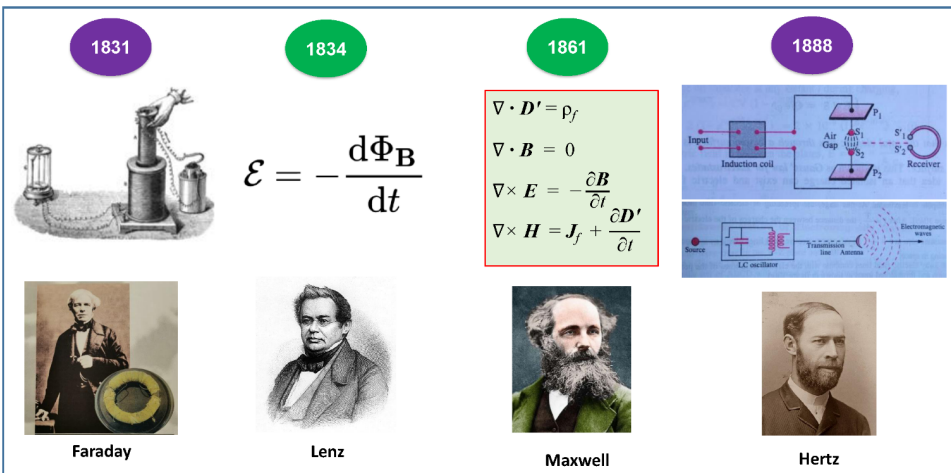 1831
1834
1861
1888
ℰ = − dΦ_B / dt
∇ · D′ = ρ_f
∇ · B = 0
∇ × E = − ∂B / ∂t
∇ × H = J_f + ∂D′ / ∂t
Input
Induction coil
Air
Gap
P₁
S₁
S₂
P₂
S'₁
S'₂
Receiver
Source
LC oscillator
Transmission
line
Antenna
Electromagnetic
waves
Faraday
Lenz
Maxwell
Hertz